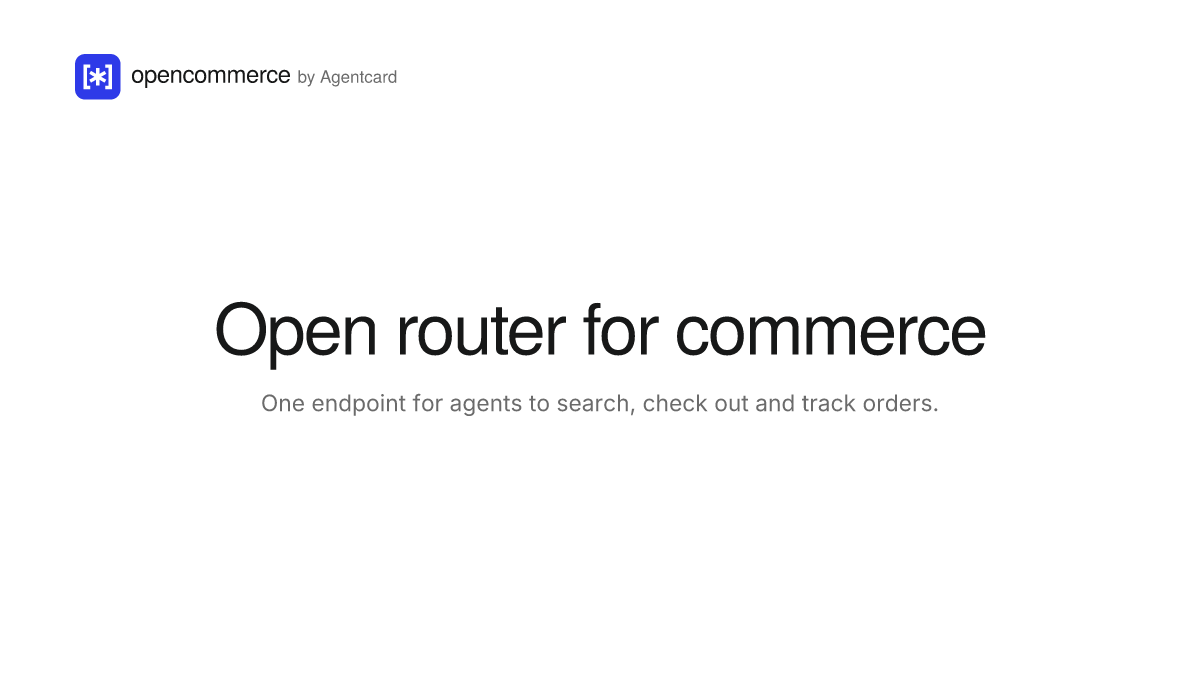 [*] opencommerce by Agentcard
Open router for commerce
One endpoint for agents to search, check out and track orders.